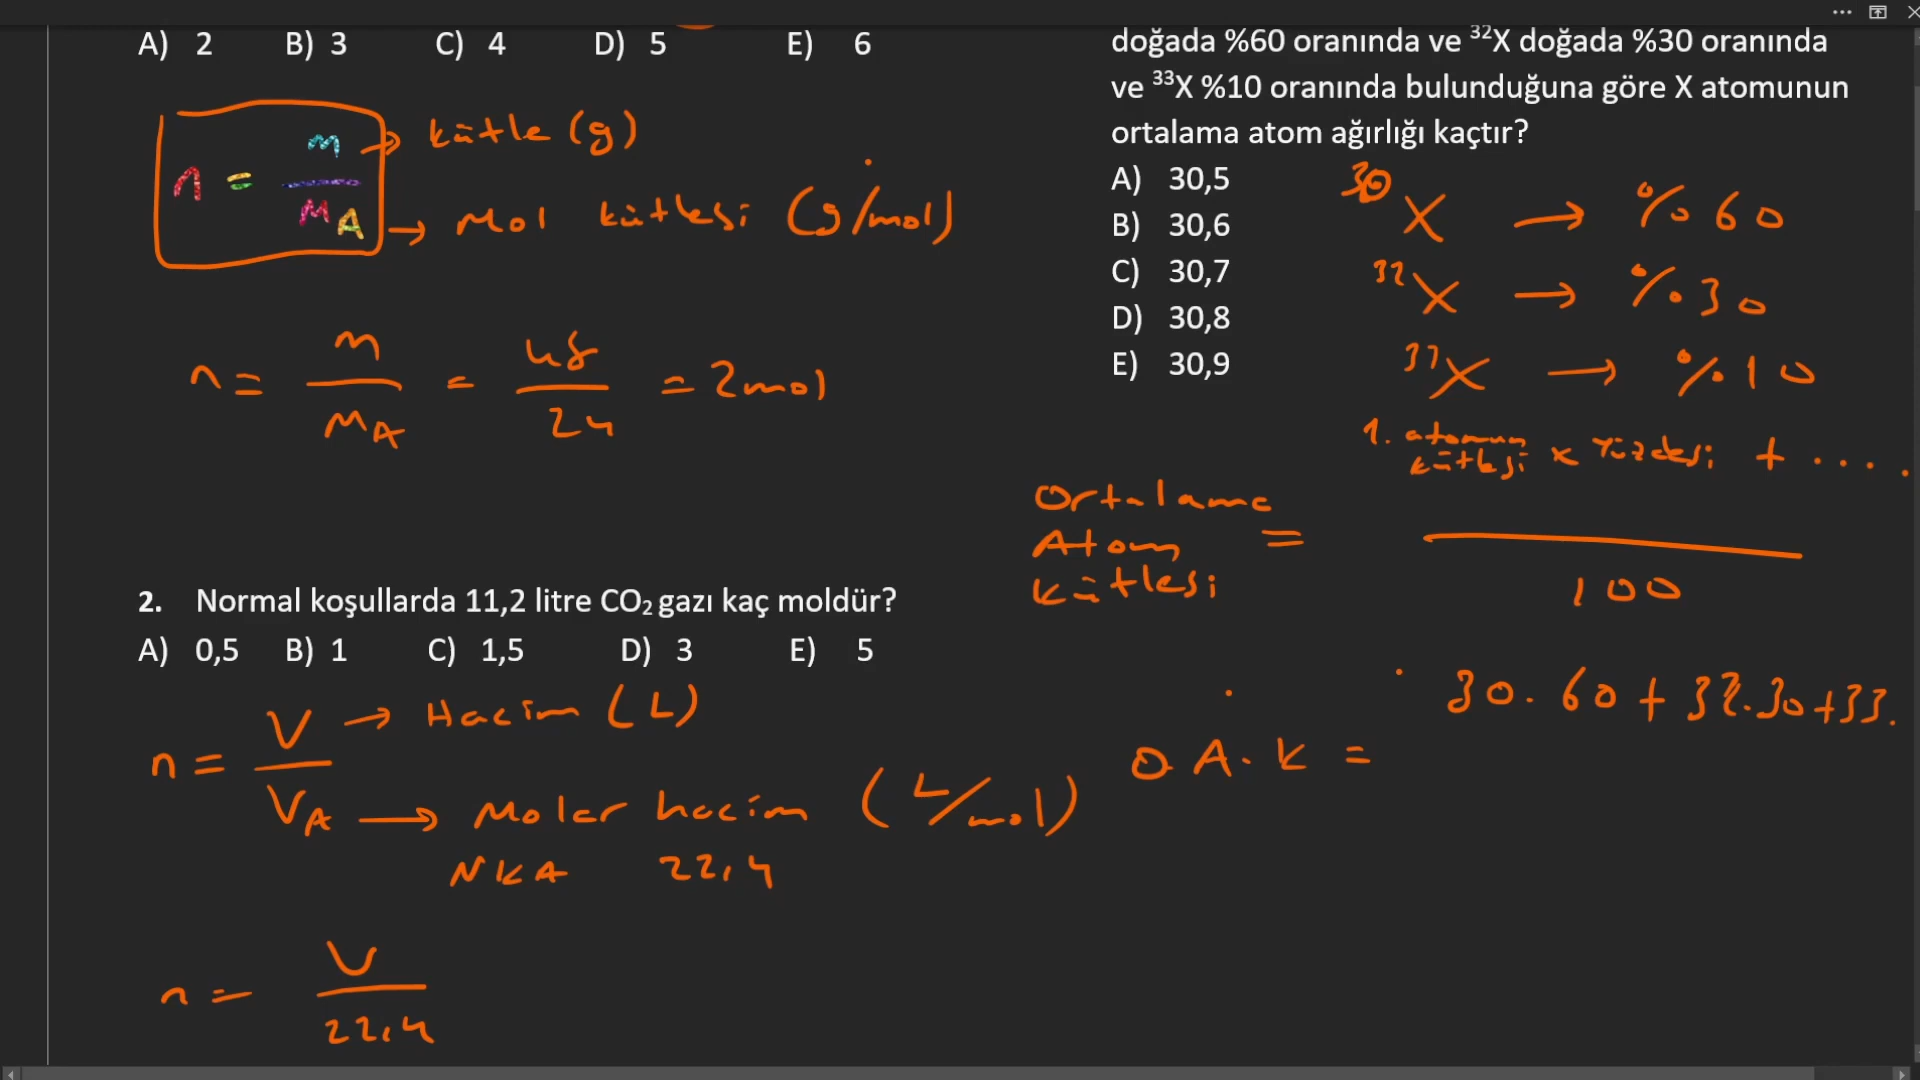 A) 2 B) 3 C) 4 D) 5 E) 6
n = m / MA
→ kütle (g)
→ Mol kütlesi (g/mol)
n = m / MA = 48 / 24 = 2 mol
2. Normal koşullarda 11,2 litre CO₂ gazı kaç moldür?
A) 0,5 B) 1 C) 1,5 D) 3 E) 5
n = V / VA
→ Hacim (L)
→ Molar hacim (L/mol)
NKA 22,4
n = V / 22,4
doğada %60 oranında ve ³²X doğada %30 oranında
ve ³³X %10 oranında bulunduğuna göre X atomunun
ortalama atom ağırlığı kaçtır?
A) 30,5
B) 30,6
C) 30,7
D) 30,8
E) 30,9
³⁰X → %60
³²X → %30
³³X → %10
Ortalama Atom kütlesi =
1. atomun kütlesi x Yüzdesi + ....
100
O.A.K =
30.60 + 32.30 + 33.